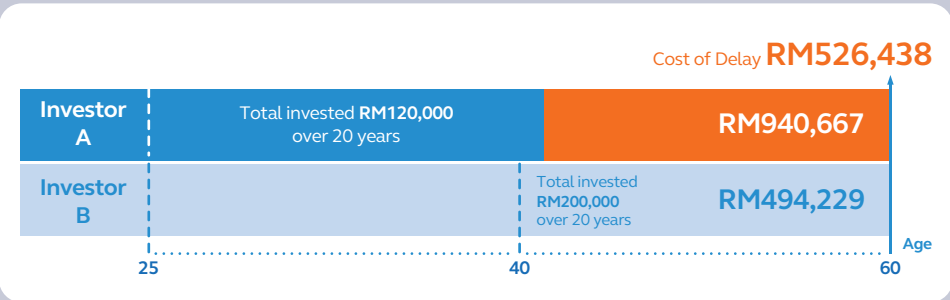 Cost of Delay RM526,438
Investor
A
Total invested RM120,000
over 20 years
RM940,667
Investor
B
Total invested
RM200,000
over 20 years
RM494,229
Age
25
40
60